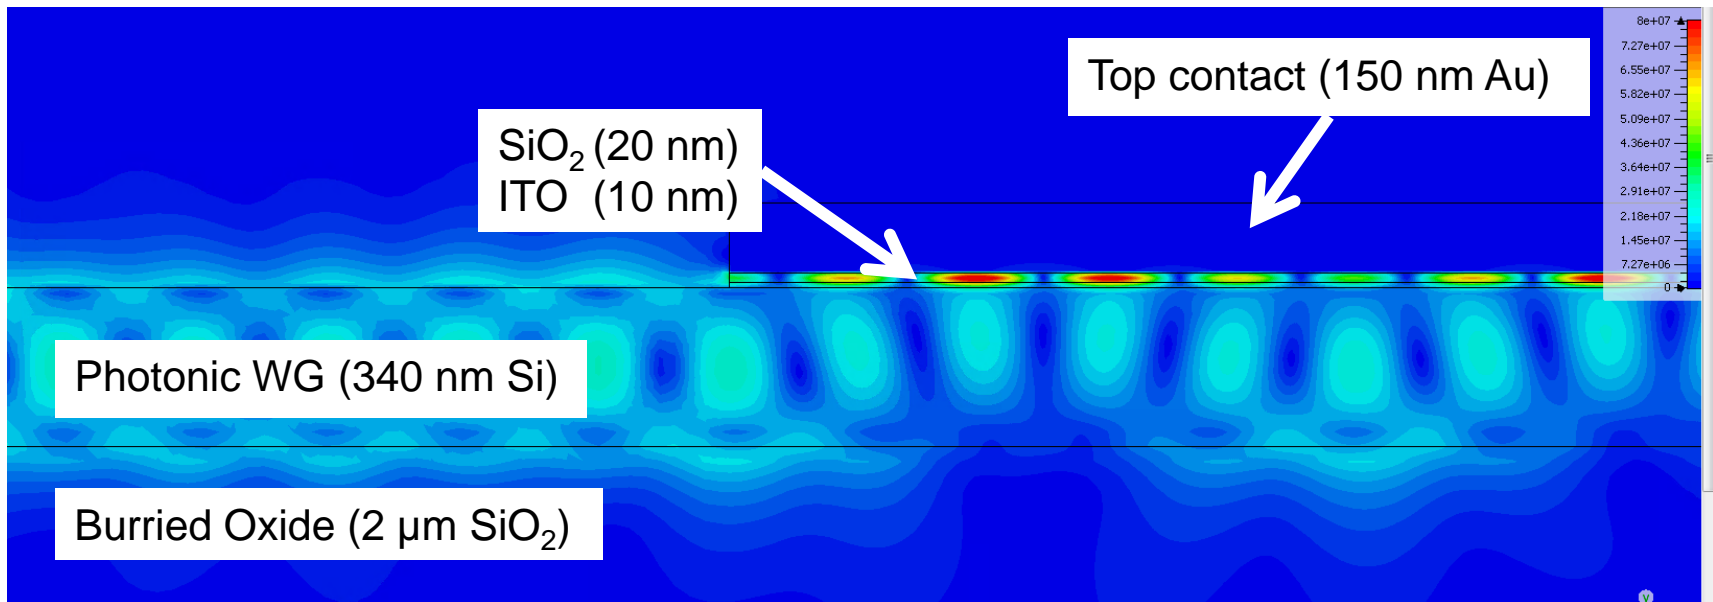 8e+07
7.27e+07
6.55e+07
5.82e+07
5.09e+07
4.36e+07
3.64e+07
2.91e+07
2.18e+07
1.45e+07
7.27e+06
0
Top contact (150 nm Au)
SiO₂ (20 nm)
ITO (10 nm)
Photonic WG (340 nm Si)
Burried Oxide (2 µm SiO₂)